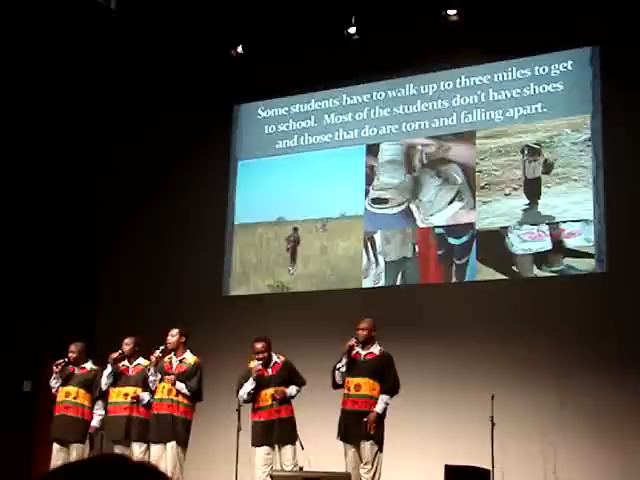 Some students have to walk up to three miles to get
to school. Most of the students don't have shoes
and those that do are torn and falling apart.